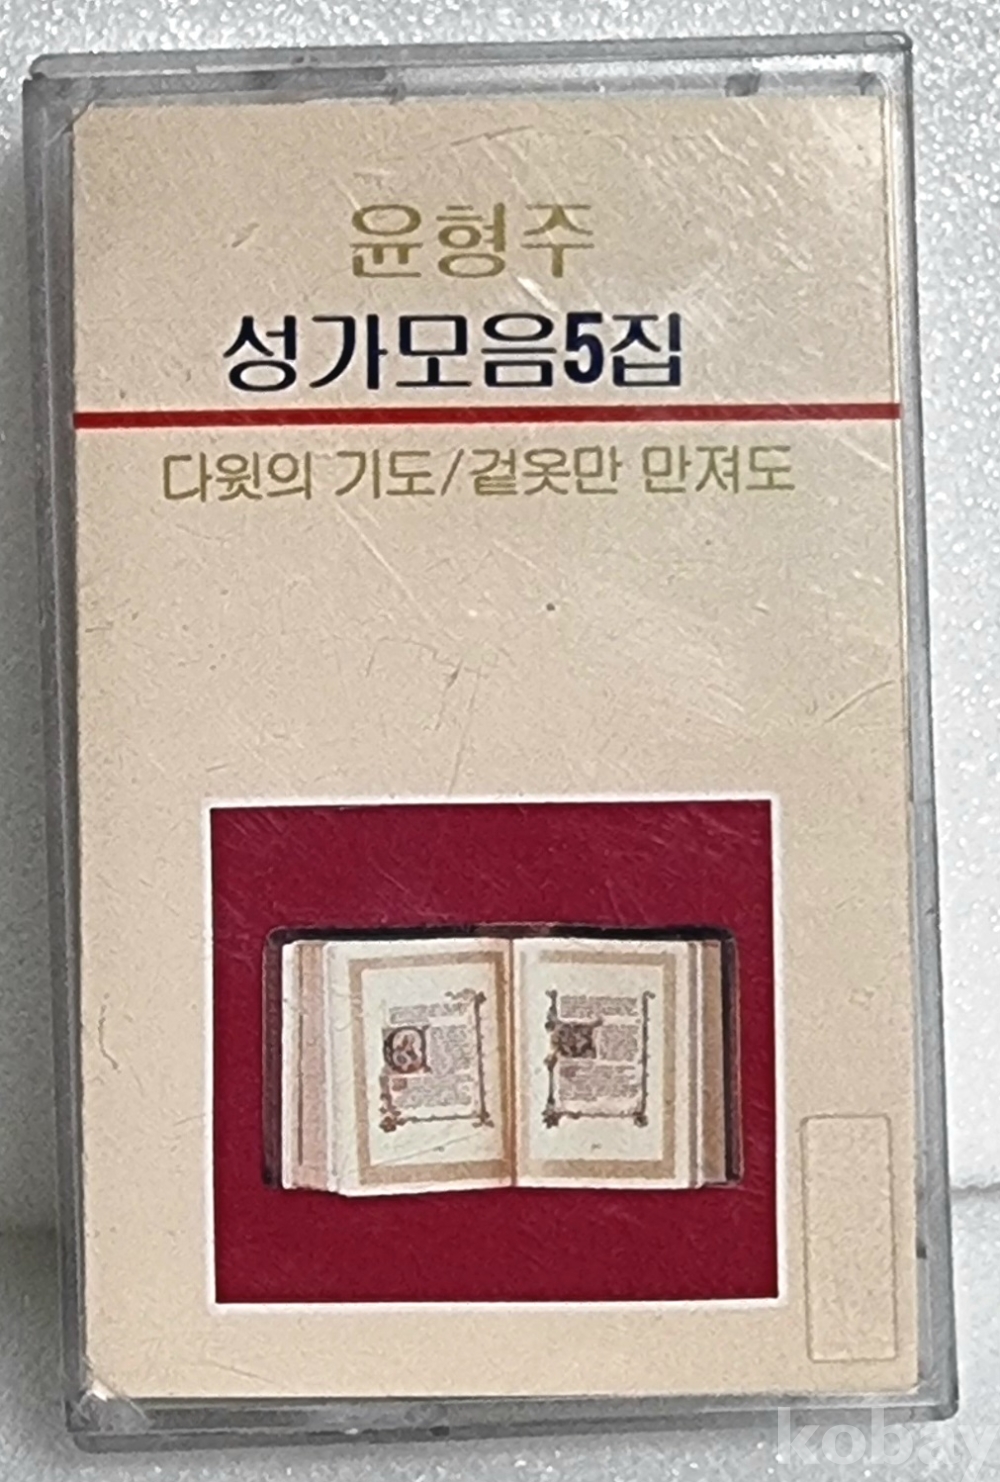 윤형주
성가모음5집
다윗의 기도/겉옷만 만져도
kobay